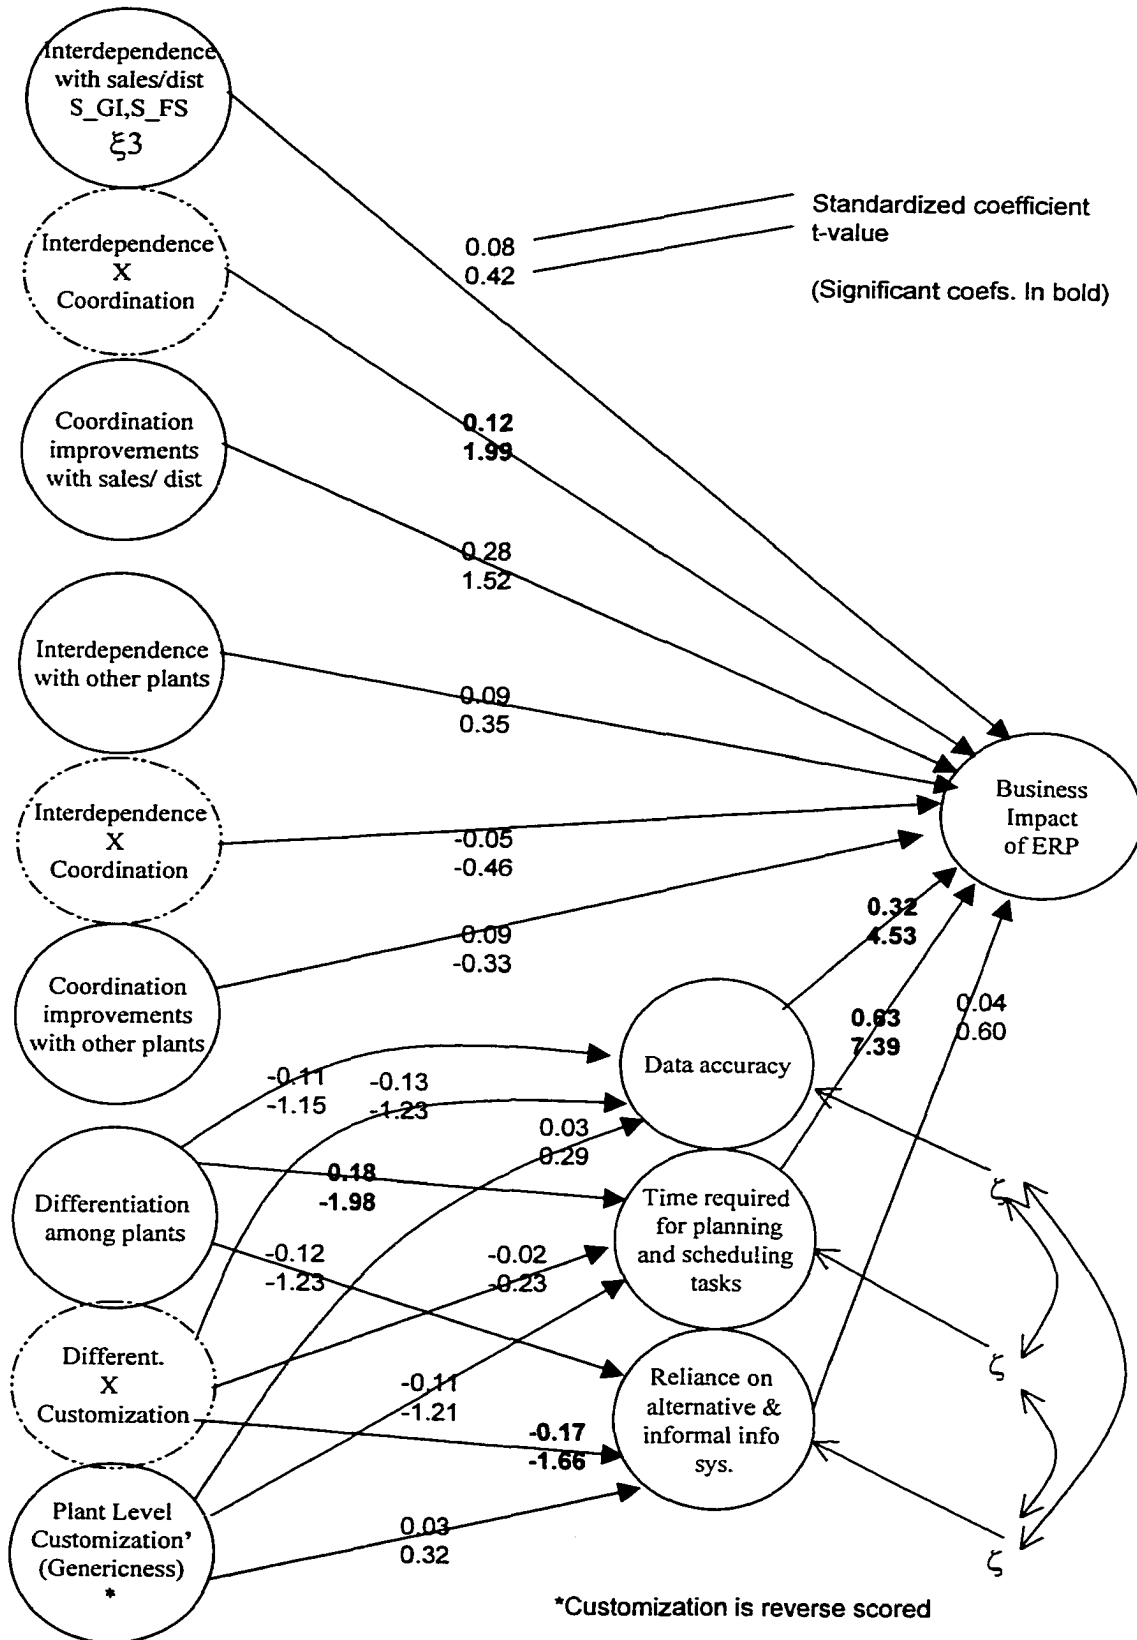 Interdependence
with sales/dist
S_GI,S_FS
ξ3
Interdependence
X
Coordination
Coordination
improvements
with sales/ dist
Interdependence
with other plants
Interdependence
X
Coordination
Coordination
improvements
with other plants
Differentiation
among plants
Different.
X
Customization
Plant Level
Customization'
(Genericness)
*
0.08
0.42
Standardized coefficient
t-value
(Significant coefs. In bold)
0.12
1.99
0.28
1.52
0.09
0.35
-0.05
-0.46
0.09
-0.33
Business
Impact
of ERP
0.32
4.53
0.63
7.39
0.04
0.60
-0.11
-1.15
-0.13
-1.23
0.03
0.29
0.18
-1.98
-0.12
-1.23
-0.02
-0.23
-0.11
-1.21
-0.17
-1.66
0.03
0.32
Data accuracy
Time required
for planning
and scheduling
tasks
Reliance on
alternative &
informal info
sys.
ζ
ζ
ζ
*Customization is reverse scored